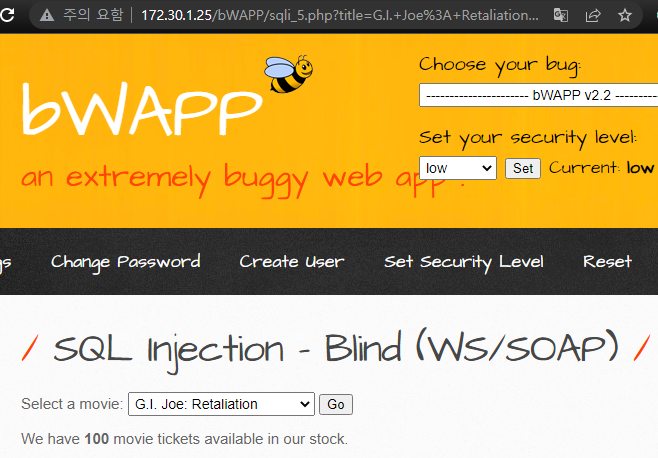 주의 요함 172.30.1.25/bWAPP/sqli_5.php?title=G.I.+Joe%3A+Retaliation...
Choose your bug:
---------------------- bWAPP v2.2 ---------
bWAPP
Set your security level:
low Set Current: low
an extremely buggy web app !
gs Change Password Create User Set Security Level Reset
/ SQL Injection - Blind (WS/SOAP) /
Select a movie: G.I. Joe: Retaliation Go
We have 100 movie tickets available in our stock.